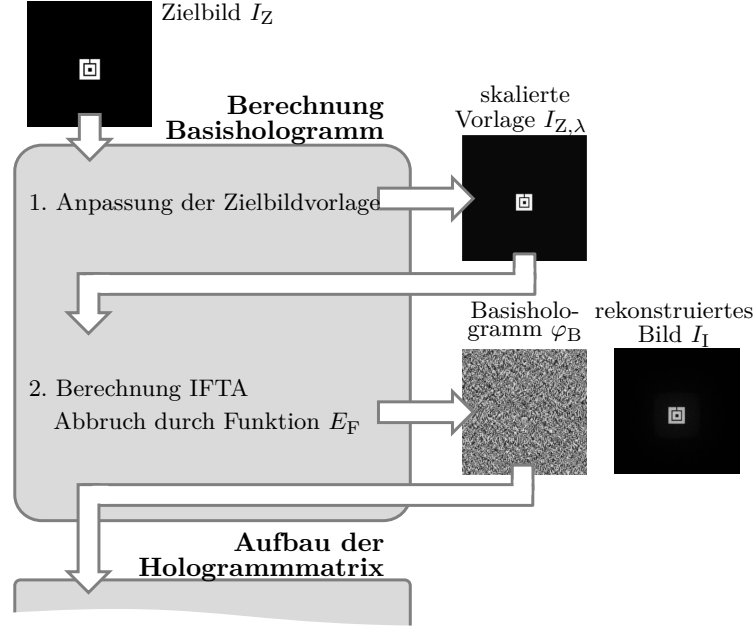 Zielbild I_Z
Berechnung
Basishologramm
skalierte
Vorlage I_{Z,λ}
1. Anpassung der Zielbildvorlage
Basisholo-
gramm φ_B
rekonstruiertes
Bild I_I
2. Berechnung IFTA
Abbruch durch Funktion E_F
Aufbau der
Hologrammmatrix